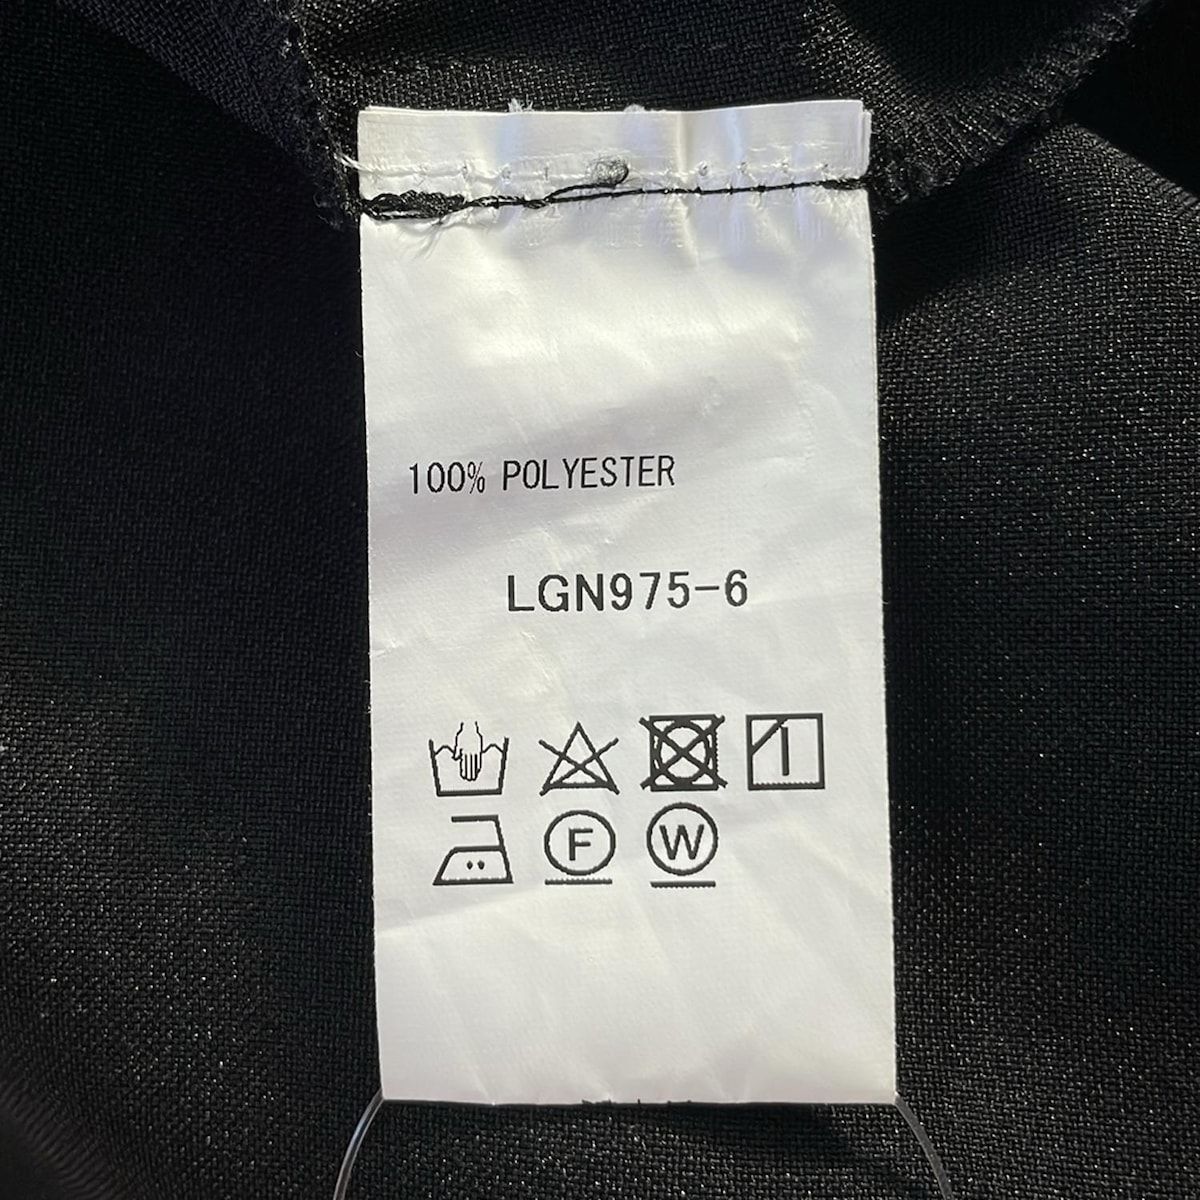 100% POLYESTER
LGN975-6
F W